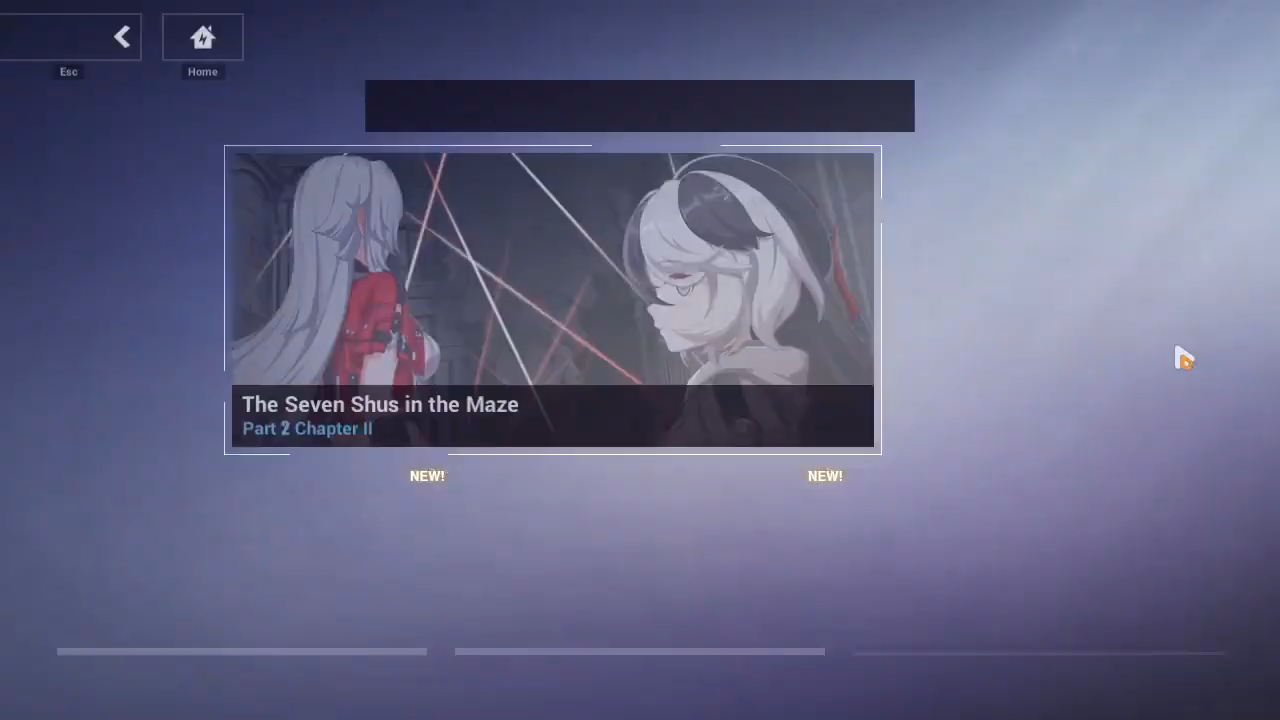 Esc
Home
The Seven Shus in the Maze
Part 2 Chapter II
NEW!
NEW!